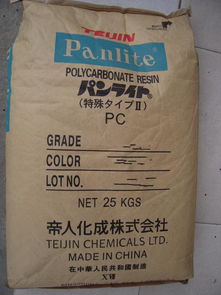 TEIJIN
Panlite
POLYCARBONATE RESIN
パンライト®
(特殊タイプⅡ)
PC
GRADE
COLOR
LOT NO.
NET 25 KGS
帝人化成株式会社
TEIJIN CHEMICALS LTD.
MADE IN CHINA
在中華人民共和國制造